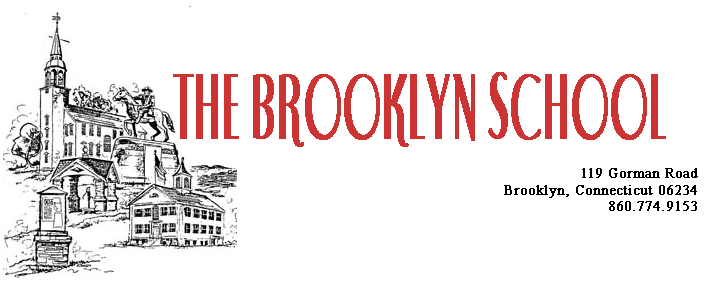 THE BROOKLYN SCHOOL
119 Gorman Road
Brooklyn, Connecticut 06234
860.774.9153